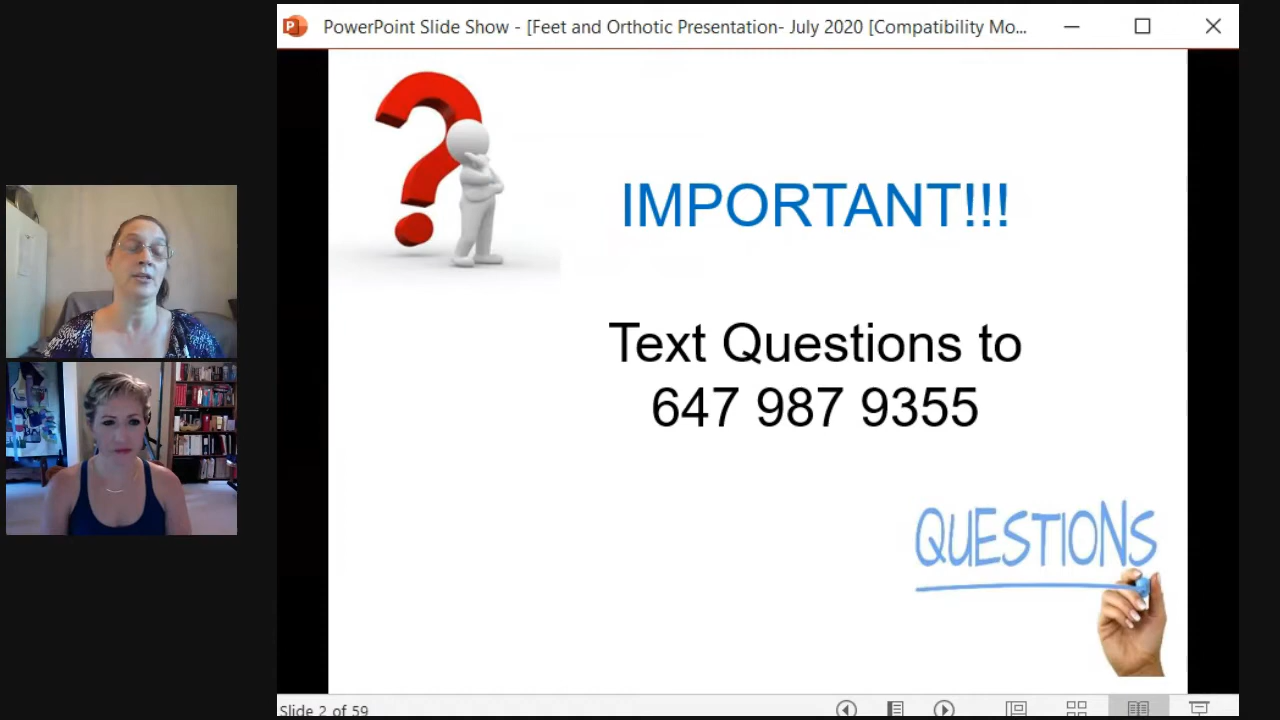 PowerPoint Slide Show - [Feet and Orthotic Presentation- July 2020 [Compatibility Mo...
IMPORTANT!!!
Text Questions to
647 987 9355
QUESTIONS
Slide 2 of 59